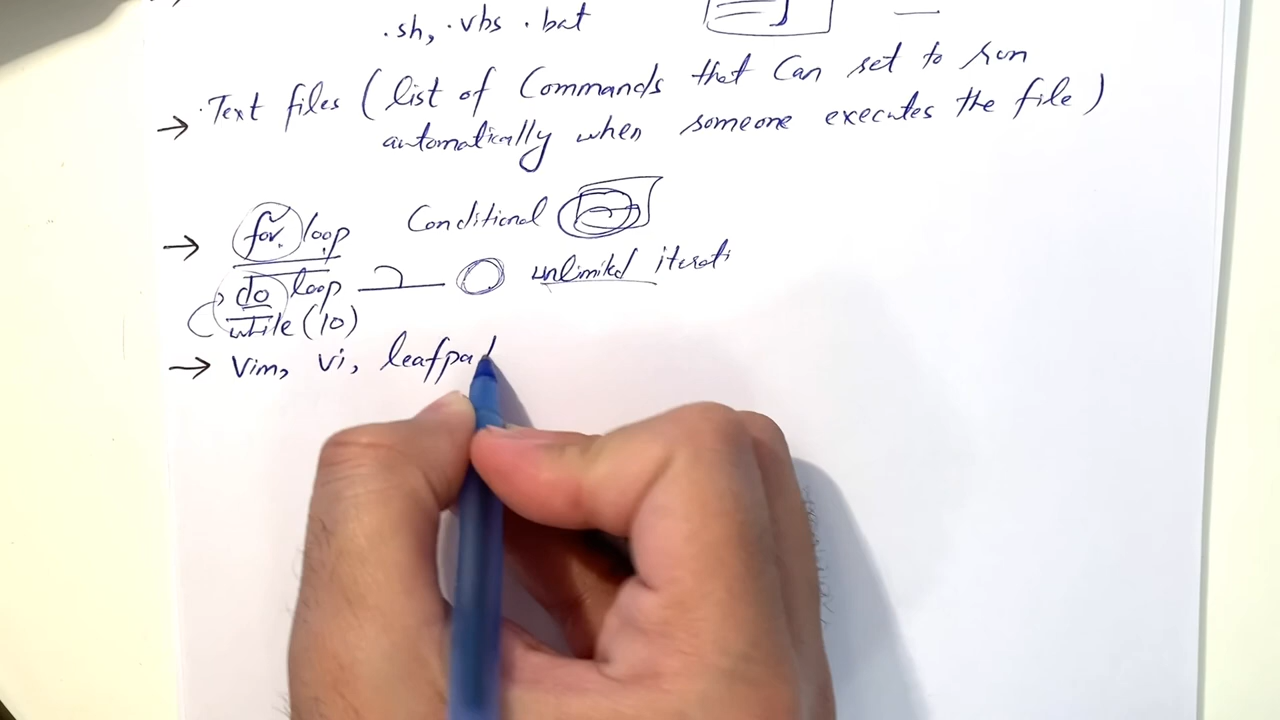 .sh, .vbs . bat
→ Text files ( list of Commands that Can set to run
automatically when someone executes the file )
→ for loop Conditional
do loop unlimited iterati
while (10)
→ Vim, vi, leafpa